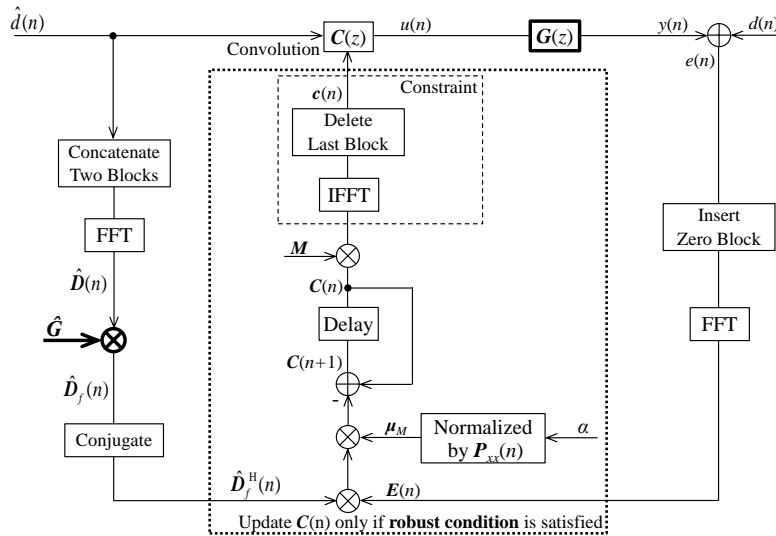 d̂(n)
Convolution
C(z)
u(n)
G(z)
y(n)
d(n)
e(n)
c(n)
Constraint
Delete
Last Block
IFFT
Concatenate
Two Blocks
FFT
D̂(n)
Ĝ
D̂f(n)
Conjugate
D̂fH(n)
M
C(n)
Delay
C(n+1)
-
μM
Normalized
by Pxx(n)
α
E(n)
Insert
Zero Block
FFT
Update C(n) only if robust condition is satisfied